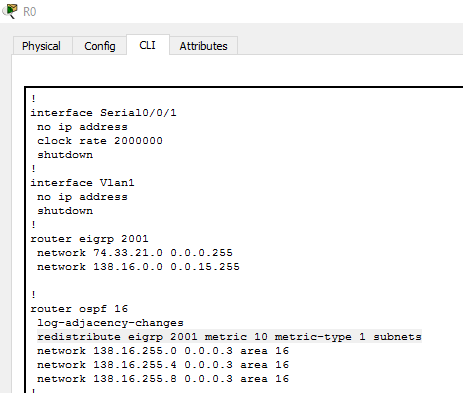 R0
Physical Config CLI Attributes
!
interface Serial0/0/1
no ip address
clock rate 2000000
shutdown
!
interface Vlan1
no ip address
shutdown
!
router eigrp 2001
network 74.33.21.0 0.0.0.255
network 138.16.0.0 0.0.15.255
!
router ospf 16
log-adjacency-changes
redistribute eigrp 2001 metric 10 metric-type 1 subnets
network 138.16.255.0 0.0.0.3 area 16
network 138.16.255.4 0.0.0.3 area 16
network 138.16.255.8 0.0.0.3 area 16
!